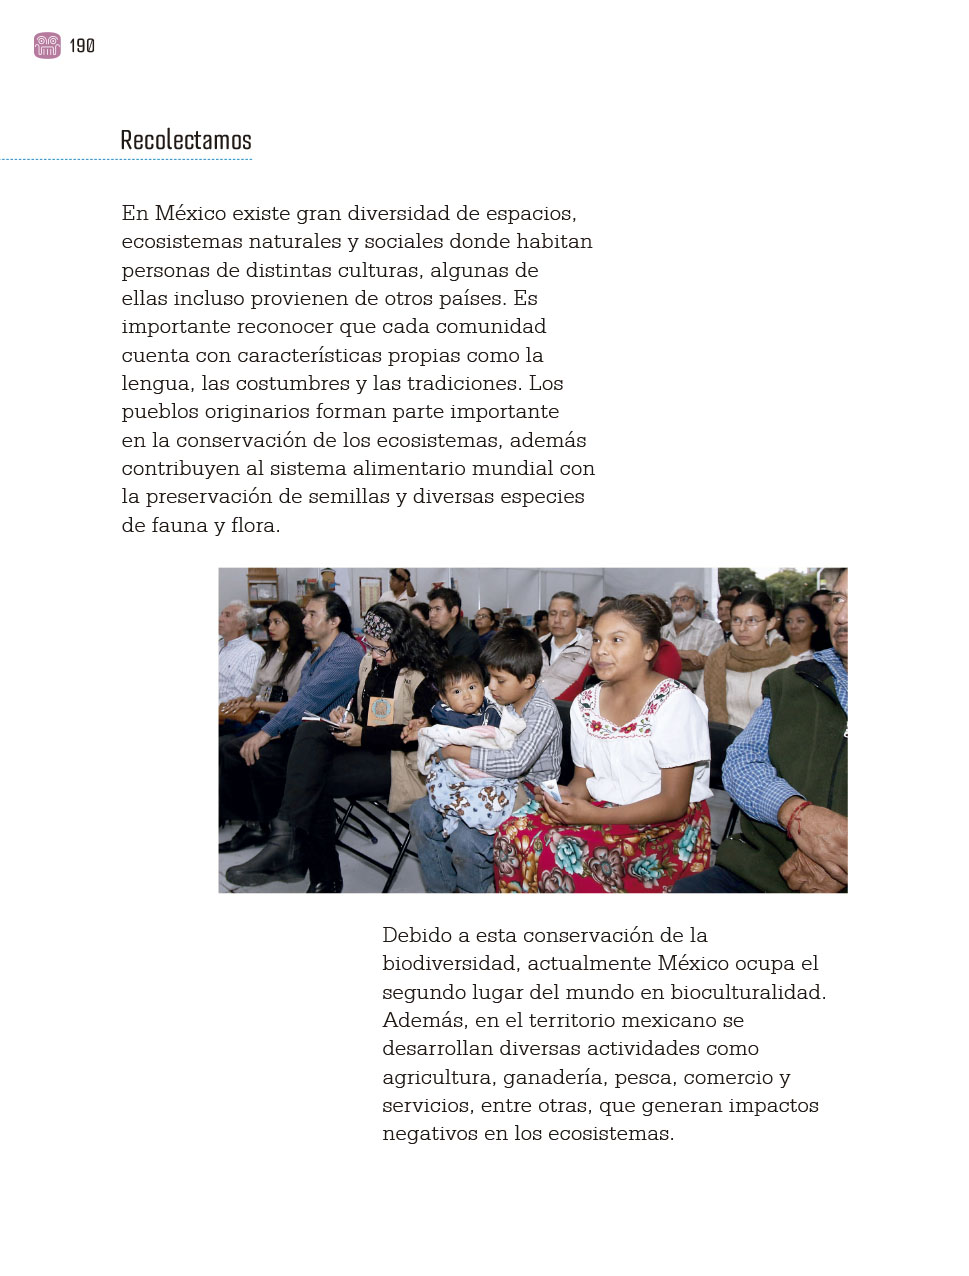 190
Recolectamos
En México existe gran diversidad de espacios,
ecosistemas naturales y sociales donde habitan
personas de distintas culturas, algunas de
ellas incluso provienen de otros países. Es
importante reconocer que cada comunidad
cuenta con características propias como la
lengua, las costumbres y las tradiciones. Los
pueblos originarios forman parte importante
en la conservación de los ecosistemas, además
contribuyen al sistema alimentario mundial con
la preservación de semillas y diversas especies
de fauna y flora.
Debido a esta conservación de la
biodiversidad, actualmente México ocupa el
segundo lugar del mundo en bioculturalidad.
Además, en el territorio mexicano se
desarrollan diversas actividades como
agricultura, ganadería, pesca, comercio y
servicios, entre otras, que generan impactos
negativos en los ecosistemas.